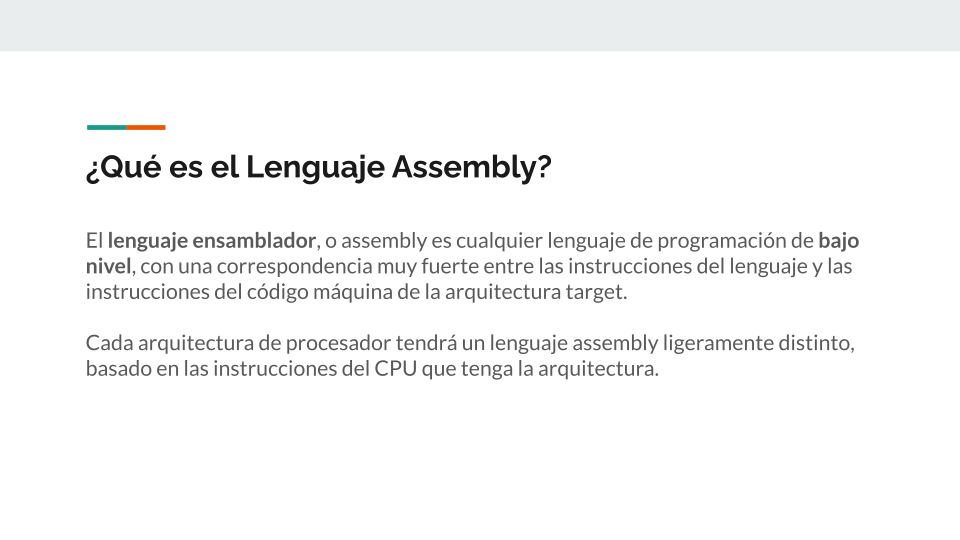 ¿Qué es el Lenguaje Assembly?
El lenguaje ensamblador, o assembly es cualquier lenguaje de programación de bajo
nivel, con una correspondencia muy fuerte entre las instrucciones del lenguaje y las
instrucciones del código máquina de la arquitectura target.
Cada arquitectura de procesador tendrá un lenguaje assembly ligeramente distinto,
basado en las instrucciones del CPU que tenga la arquitectura.